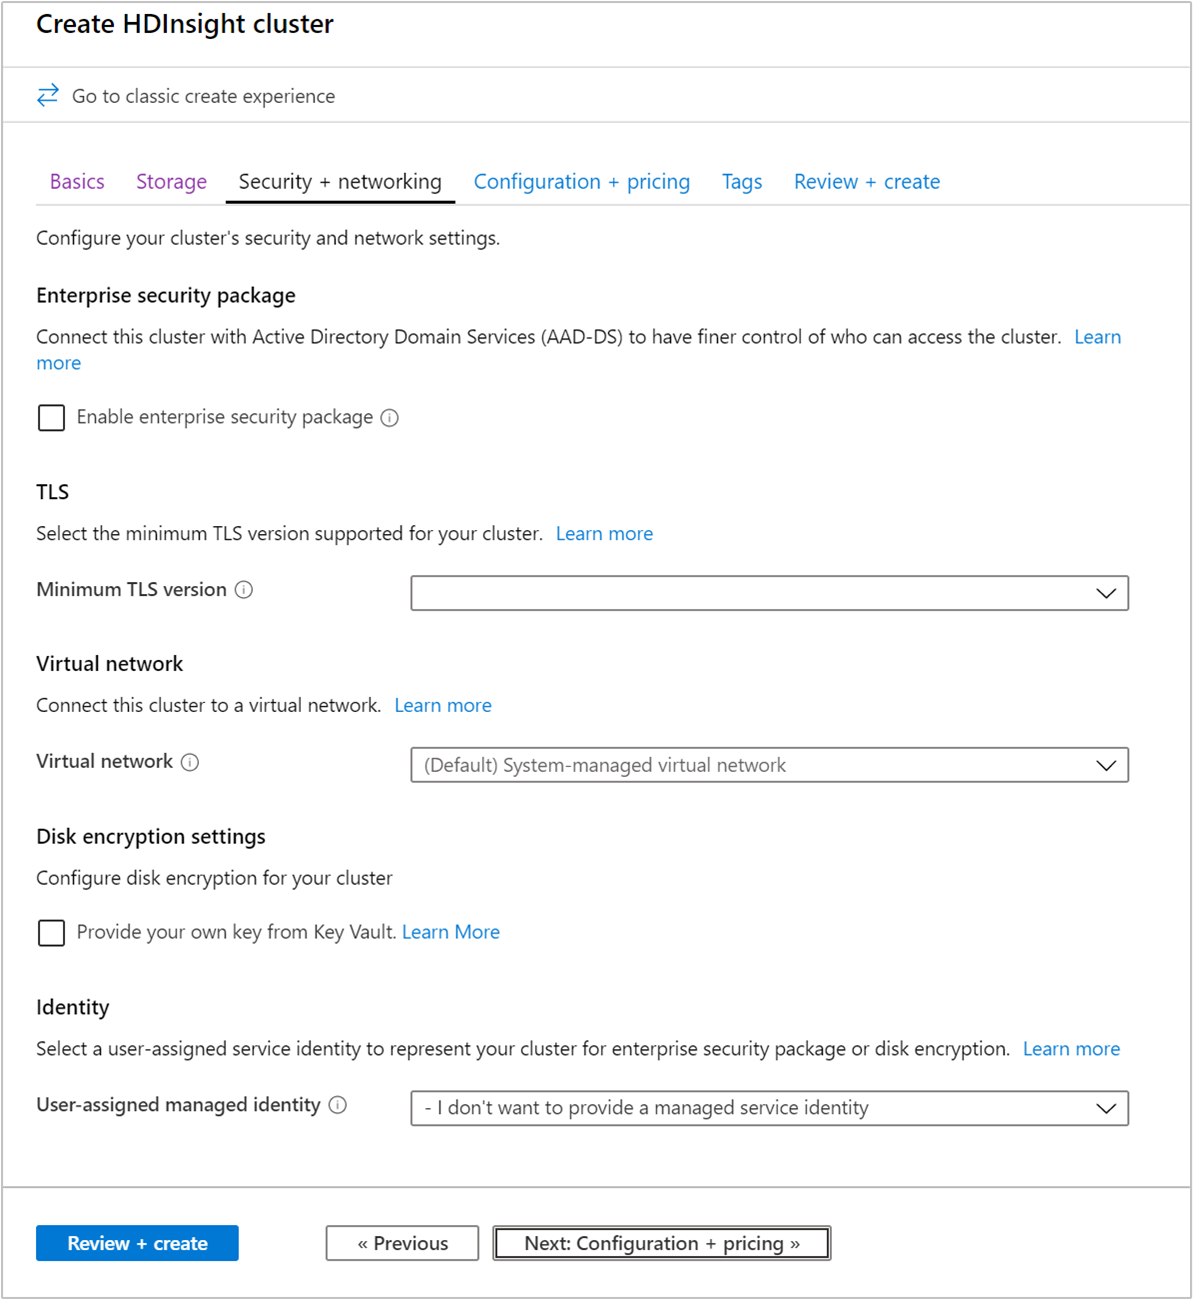 Create HDInsight cluster
Go to classic create experience
Basics Storage Security + networking Configuration + pricing Tags Review + create
Configure your cluster's security and network settings.
Enterprise security package
Connect this cluster with Active Directory Domain Services (AAD-DS) to have finer control of who can access the cluster. Learn
more
Enable enterprise security package
TLS
Select the minimum TLS version supported for your cluster. Learn more
Minimum TLS version
Virtual network
Connect this cluster to a virtual network. Learn more
Virtual network (Default) System-managed virtual network
Disk encryption settings
Configure disk encryption for your cluster
Provide your own key from Key Vault. Learn More
Identity
Select a user-assigned service identity to represent your cluster for enterprise security package or disk encryption. Learn more
User-assigned managed identity - I don't want to provide a managed service identity
Review + create « Previous Next: Configuration + pricing »